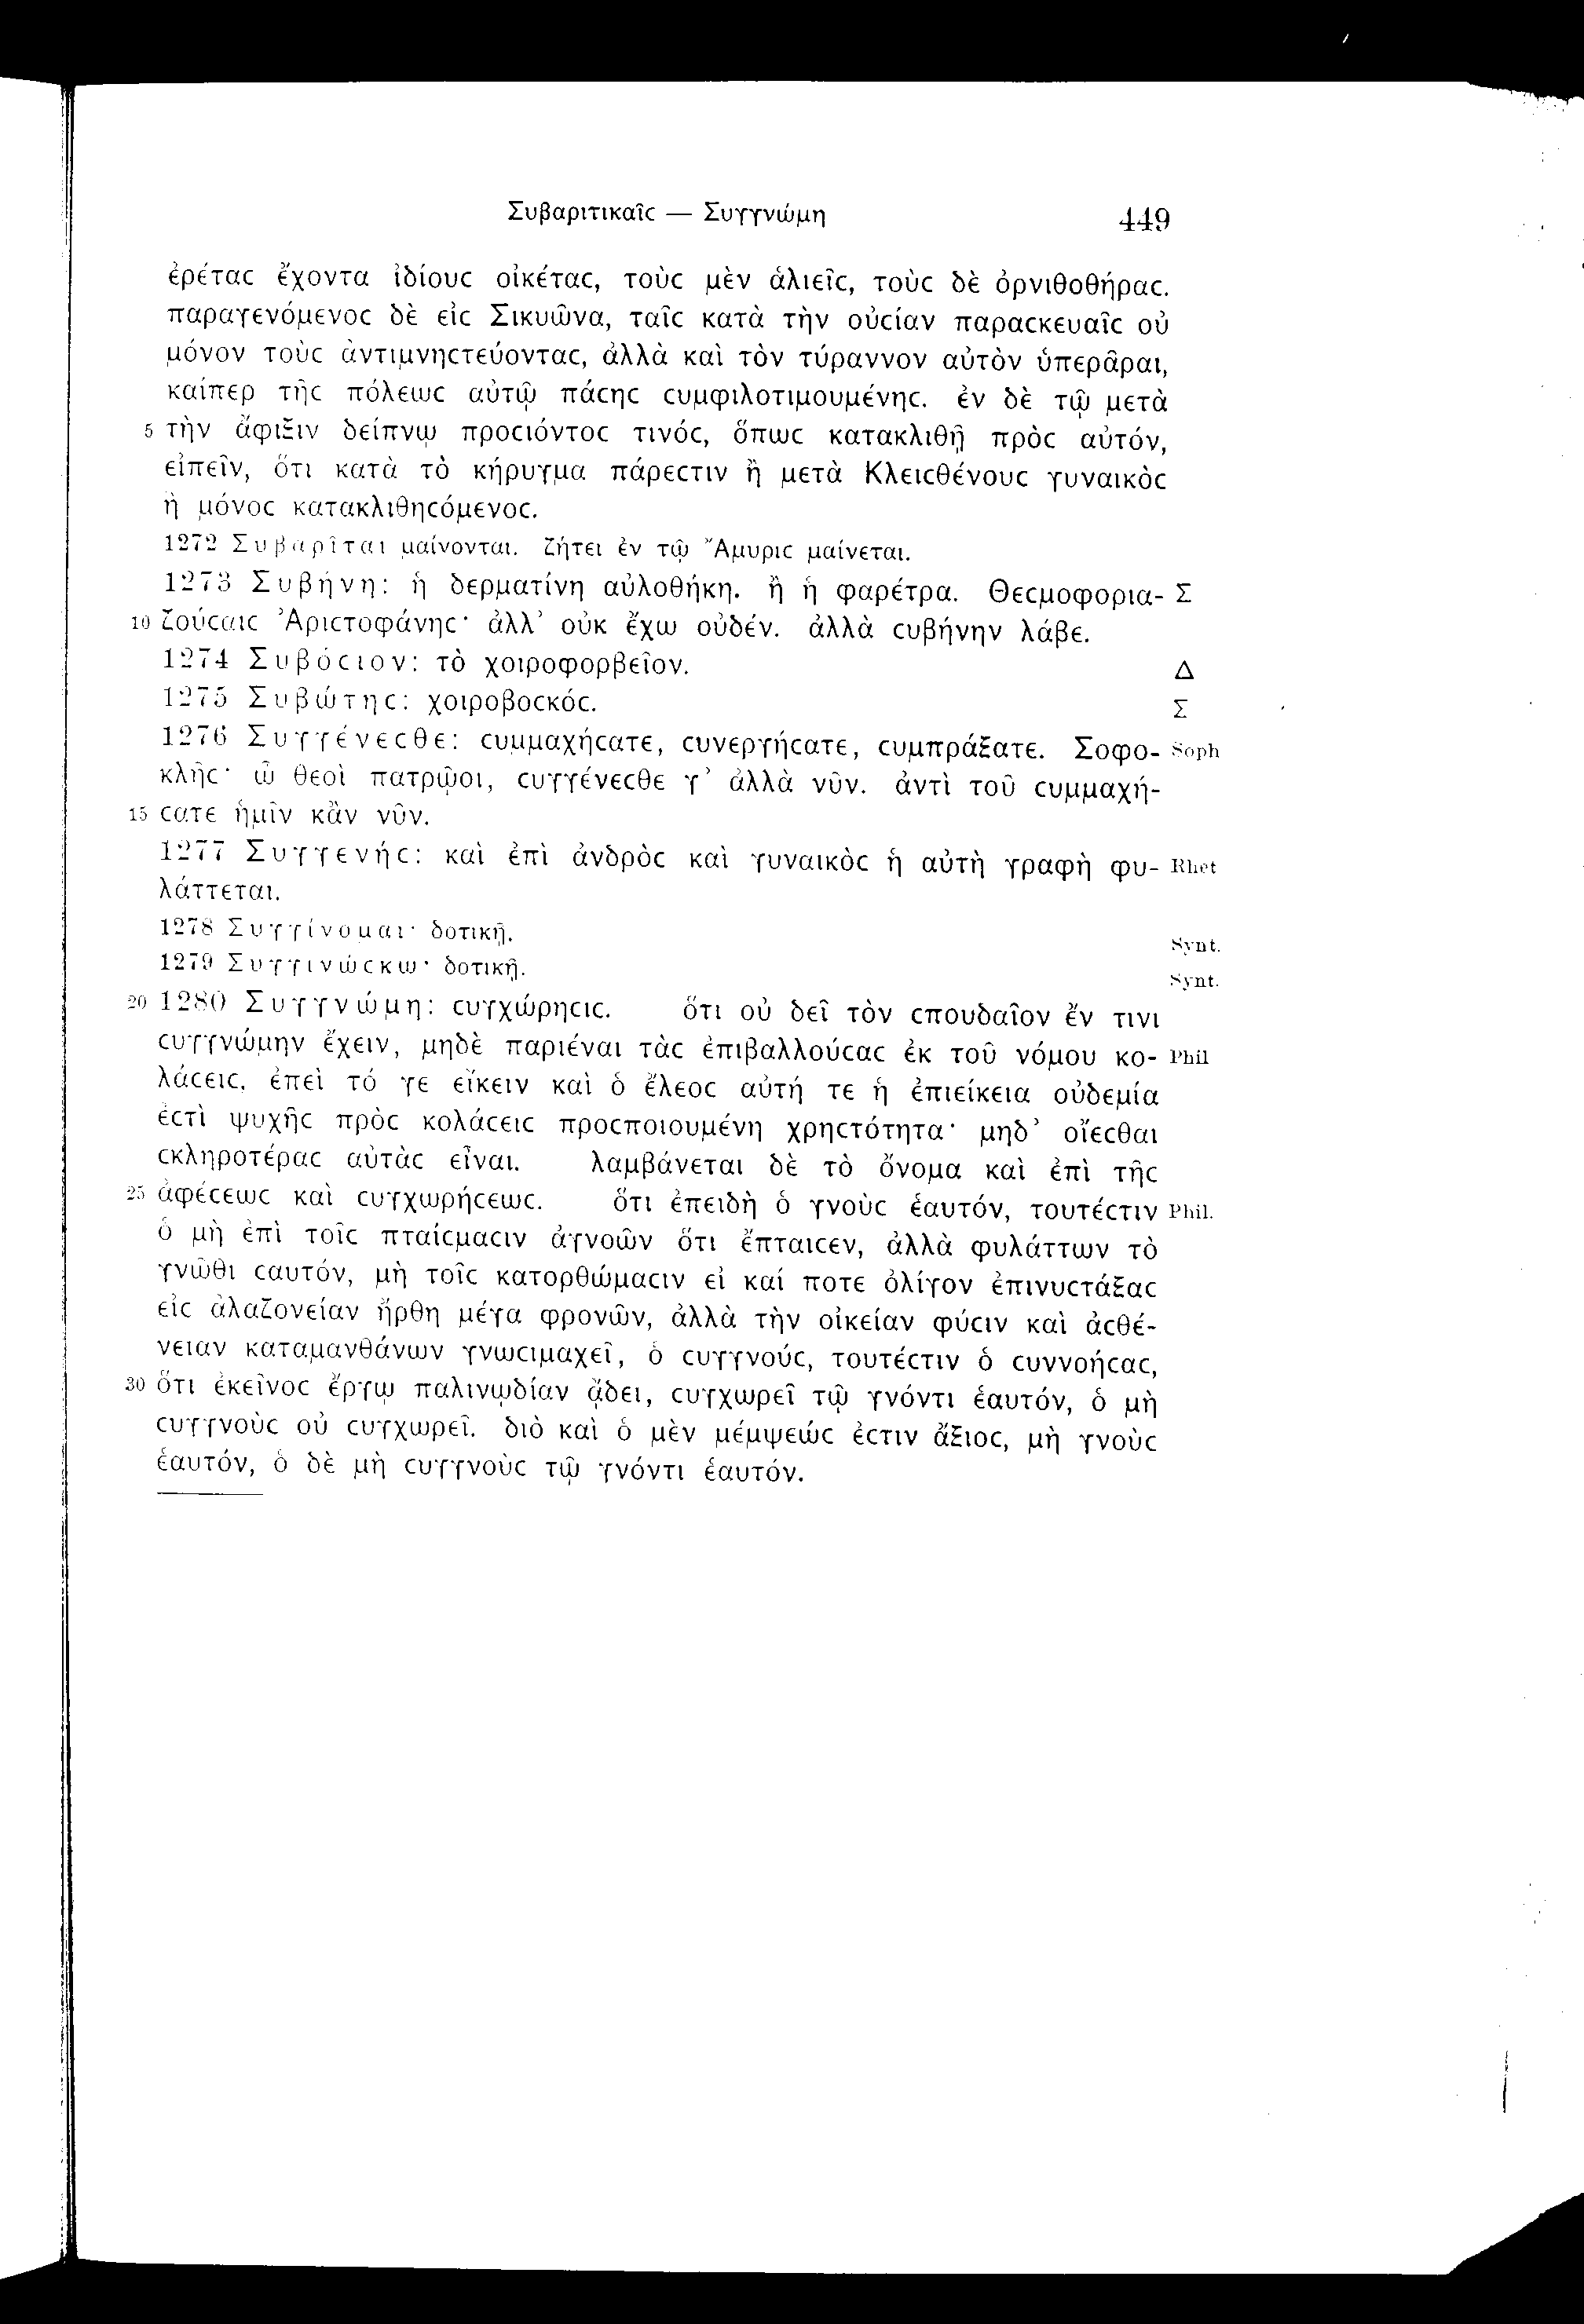 Συβαριτικαῖϲ — Συγγνώμη 449
ἐρέταϲ ἔχοντα ἰδίουϲ οἰκέταϲ, τοὺϲ μὲν ἁλιεῖϲ, τοὺϲ δὲ ὀρνιθοθήραϲ.
παραγενόμενοϲ δὲ εἰϲ Σικυῶνα, ταῖϲ κατὰ τὴν οὐϲίαν παραϲκευαῖϲ οὐ
μόνον τοὺϲ ἀντιμνηϲτεύονταϲ, ἀλλὰ καὶ τὸν τύραννον αὐτὸν ὑπερᾶραι,
καίπερ τῆϲ πόλεωϲ αὐτῷ πάϲηϲ ϲυμφιλοτιμουμένηϲ. ἐν δὲ τῷ μετὰ
5 τὴν ἄφιξιν δείπνῳ προϲιόντοϲ τινόϲ, ὅπωϲ κατακλιθῇ πρὸϲ αὐτόν,
εἰπεῖν, ὅτι κατὰ τὸ κήρυγμα πάρεϲτιν ἢ μετὰ Κλειϲθένουϲ γυναικὸϲ
ἢ μόνοϲ κατακλιθηϲόμενοϲ.
1272 Συβαρῖται μαίνονται. ζήτει ἐν τῷ Ἄμυριϲ μαίνεται.
1273 Συβήνη: ἡ δερματίνη αὐλοθήκη. ἢ ἡ φαρέτρα. Θεϲμοφορια- Σ
10 ζούϲαιϲ Ἀριϲτοφάνηϲ· ἀλλ’ οὐκ ἔχω οὐδέν. ἀλλὰ ϲυβήνην λάβε.
1274 Συβόϲιον: τὸ χοιροφορβεῖον. Δ
1275 Συβώτηϲ: χοιροβοϲκόϲ. Σ
1276 Συγγένεϲθε: ϲυμμαχήϲατε, ϲυνεργήϲατε, ϲυμπράξατε. Σοφο- Soph
κλῆϲ· ὦ θεοὶ πατρῷοι, ϲυγγένεϲθε γ’ ἀλλὰ νῦν. ἀντὶ τοῦ ϲυμμαχή-
15 ϲατε ἡμῖν κἂν νῦν.
1277 Συγγενήϲ: καὶ ἐπὶ ἀνδρὸϲ καὶ γυναικὸϲ ἡ αὐτὴ γραφὴ φυ- Rhet
λάττεται.
1278 Συγγίνομαι· δοτικῇ. Synt.
1279 Συγγινώϲκω· δοτικῇ. Synt.
20 1280 Συγγνώμη: ϲυγχώρηϲιϲ. ὅτι οὐ δεῖ τὸν ϲπουδαῖον ἔν τινι
ϲυγγνώμην ἔχειν, μηδὲ παριέναι τὰϲ ἐπιβαλλούϲαϲ ἐκ τοῦ νόμου κο- Phil
λάϲειϲ, ἐπεὶ τό γε εἴκειν καὶ ὁ ἔλεοϲ αὐτή τε ἡ ἐπιείκεια οὐδεμία
ἐϲτὶ ψυχῆϲ πρὸϲ κολάϲειϲ προϲποιουμένη χρηϲτότητα· μηδ’ οἴεϲθαι
ϲκληροτέραϲ αὐτὰϲ εἶναι. λαμβάνεται δὲ τὸ ὄνομα καὶ ἐπὶ τῆϲ
25 ἀφέϲεωϲ καὶ ϲυγχωρήϲεωϲ. ὅτι ἐπειδὴ ὁ γνοὺϲ ἑαυτόν, τουτέϲτιν Phil.
ὁ μὴ ἐπὶ τοῖϲ πταίϲμαϲιν ἀγνοῶν ὅτι ἔπταιϲεν, ἀλλὰ φυλάττων τὸ
γνῶθι ϲαυτόν, μὴ τοῖϲ κατορθώμαϲιν εἰ καί ποτε ὀλίγον ἐπινυϲτάξαϲ
εἰϲ ἀλαζονείαν ἤρθη μέγα φρονῶν, ἀλλὰ τὴν οἰκείαν φύϲιν καὶ ἀϲθέ-
νειαν καταμανθάνων γνωϲιμαχεῖ, ὁ ϲυγγνούϲ, τουτέϲτιν ὁ ϲυννοήϲαϲ,
30 ὅτι ἐκεῖνοϲ ἔργῳ παλινῳδίαν ᾄδει, ϲυγχωρεῖ τῷ γνόντι ἑαυτόν, ὁ μὴ
ϲυγγνοὺϲ οὐ ϲυγχωρεῖ. διὸ καὶ ὁ μὲν μέμψεώϲ ἐϲτιν ἄξιοϲ, μὴ γνοὺϲ
ἑαυτόν, ὁ δὲ μὴ ϲυγγνοὺϲ τῷ γνόντι ἑαυτόν.